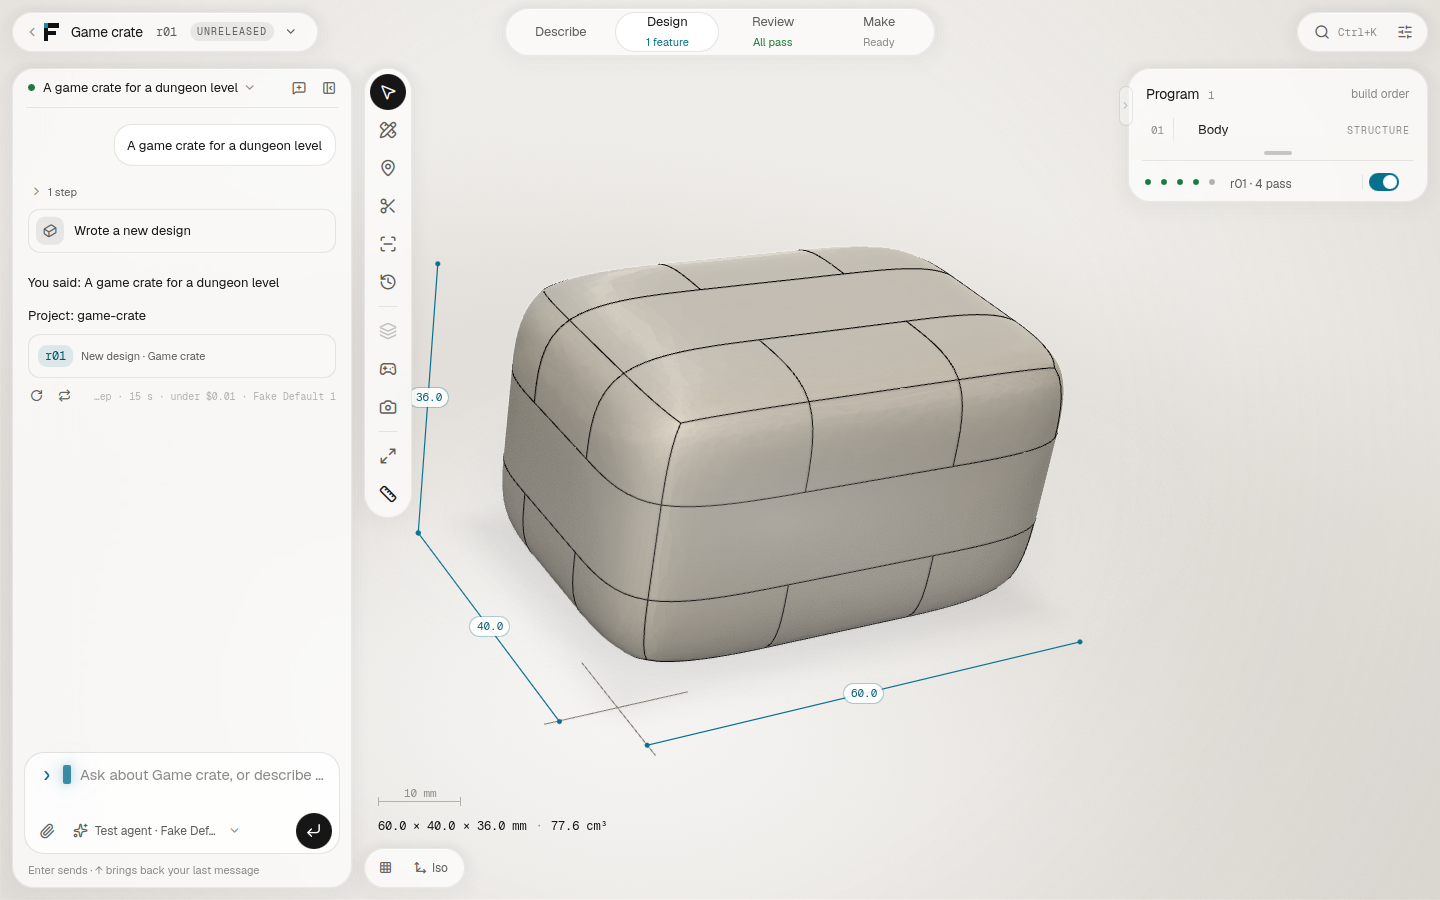 Game crate r01 UNRELEASED
Describe
Design
1 feature
Review
All pass
Make
Ready
Ctrl+K
A game crate for a dungeon level
A game crate for a dungeon level
1 step
Wrote a new design
You said: A game crate for a dungeon level
Project: game-crate
r01 New design · Game crate
…ep · 15 s · under $0.01 · Fake Default 1
Ask about Game crate, or describe …
Test agent · Fake Def…
Enter sends · ↑ brings back your last message
36.0
40.0
60.0
10 mm
60.0 × 40.0 × 36.0 mm · 77.6 cm³
Iso
Program 1 build order
01 Body STRUCTURE
r01 · 4 pass